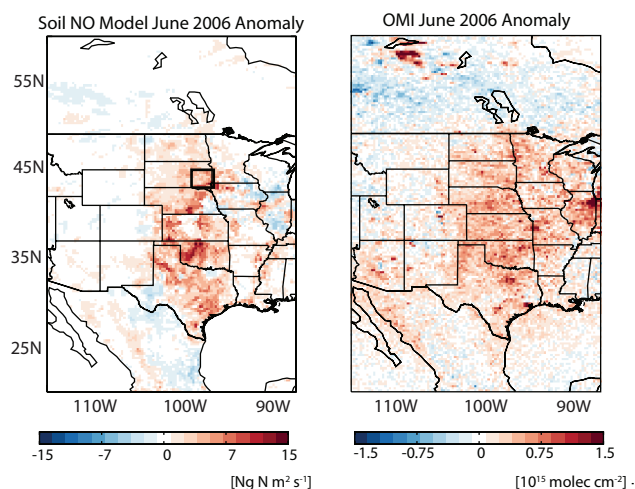 Soil NO Model June 2006 Anomaly
OMI June 2006 Anomaly
55N
45N
35N
25N
110W 100W 90W
110W 100W 90W
-15 -7 0 7 15
-1.5 -0.75 0 0.75 1.5
[Ng N m² s⁻¹]
[10¹⁵ molec cm⁻²]